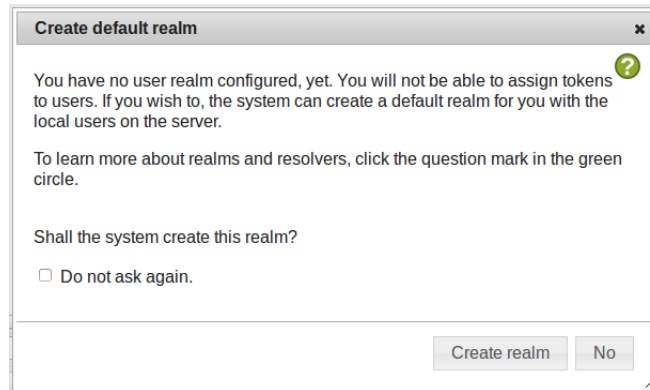 Create default realm
You have no user realm configured, yet. You will not be able to assign tokens
to users. If you wish to, the system can create a default realm for you with the
local users on the server.
To learn more about realms and resolvers, click the question mark in the green
circle.
Shall the system create this realm?
Do not ask again.
Create realm No